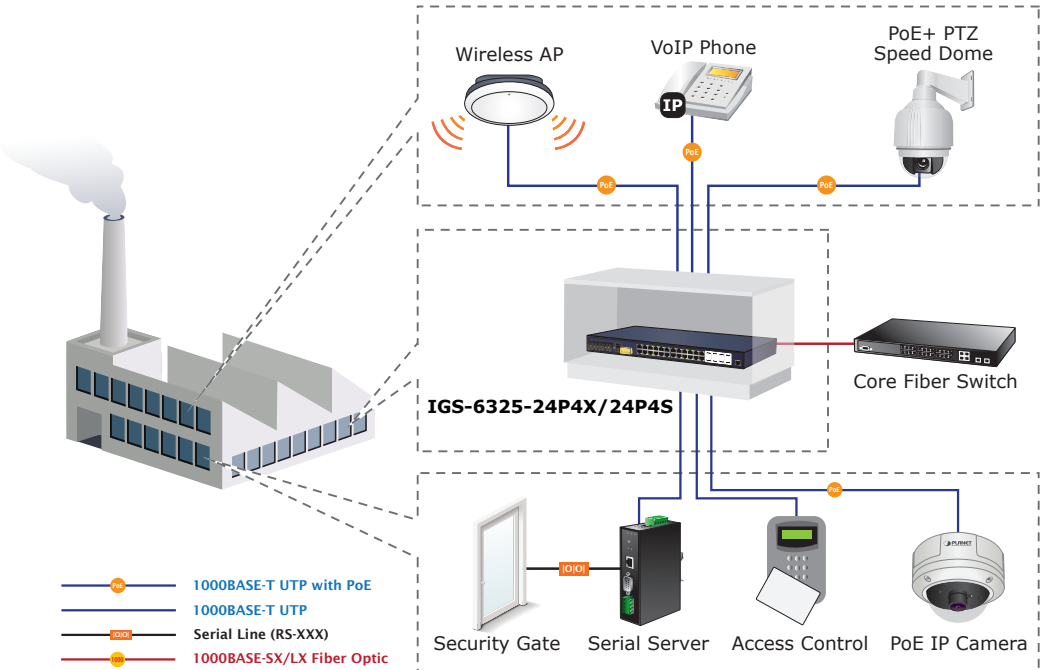 Wireless AP
VoIP Phone
PoE+ PTZ
Speed Dome
IP
PoE
PoE
PoE
Core Fiber Switch
IGS-6325-24P4X/24P4S
PoE
PLANET
|O|O|
Security Gate
Serial Server
Access Control
PoE IP Camera
PoE
1000BASE-T UTP with PoE
1000BASE-T UTP
|O|O|
Serial Line (RS-XXX)
1000
1000BASE-SX/LX Fiber Optic